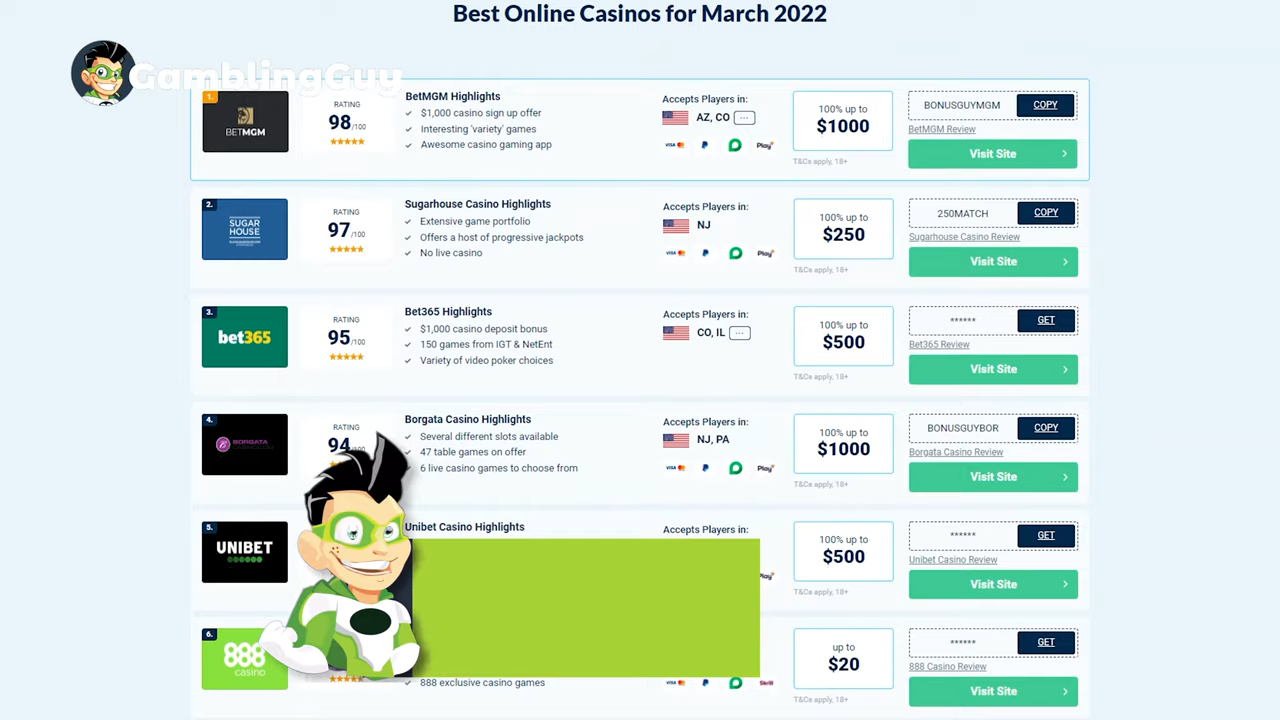 Best Online Casinos for March 2022
GamblingGuy
1.
BETMGM
RATING
98/100
BetMGM Highlights
$1,000 casino sign up offer
Interesting 'variety' games
Awesome casino gaming app
Accepts Players in:
AZ, CO ...
VISA
Play+
100% up to
$1000
T&Cs apply, 18+
BONUSGUYMGM
COPY
BetMGM Review
Visit Site
2.
SUGAR
HOUSE
RATING
97/100
Sugarhouse Casino Highlights
Extensive game portfolio
Offers a host of progressive jackpots
No live casino
Accepts Players in:
NJ
VISA
Play+
100% up to
$250
T&Cs apply, 18+
250MATCH
COPY
Sugarhouse Casino Review
Visit Site
3.
bet365
RATING
95/100
Bet365 Highlights
$1,000 casino deposit bonus
150 games from IGT & NetEnt
Variety of video poker choices
Accepts Players in:
CO, IL ...
100% up to
$500
T&Cs apply, 18+
******
GET
Bet365 Review
Visit Site
4.
BORGATA
RATING
94
Borgata Casino Highlights
Several different slots available
47 table games on offer
6 live casino games to choose from
Accepts Players in:
NJ, PA
VISA
Play+
100% up to
$1000
T&Cs apply, 18+
BONUSGUYBOR
COPY
Borgata Casino Review
Visit Site
5.
UNIBET
Unibet Casino Highlights
Accepts Players in:
Play+
100% up to
$500
T&Cs apply, 18+
******
GET
Unibet Casino Review
Visit Site
6.
888
casino
888 exclusive casino games
VISA
Skrill
up to
$20
T&Cs apply, 18+
******
GET
888 Casino Review
Visit Site